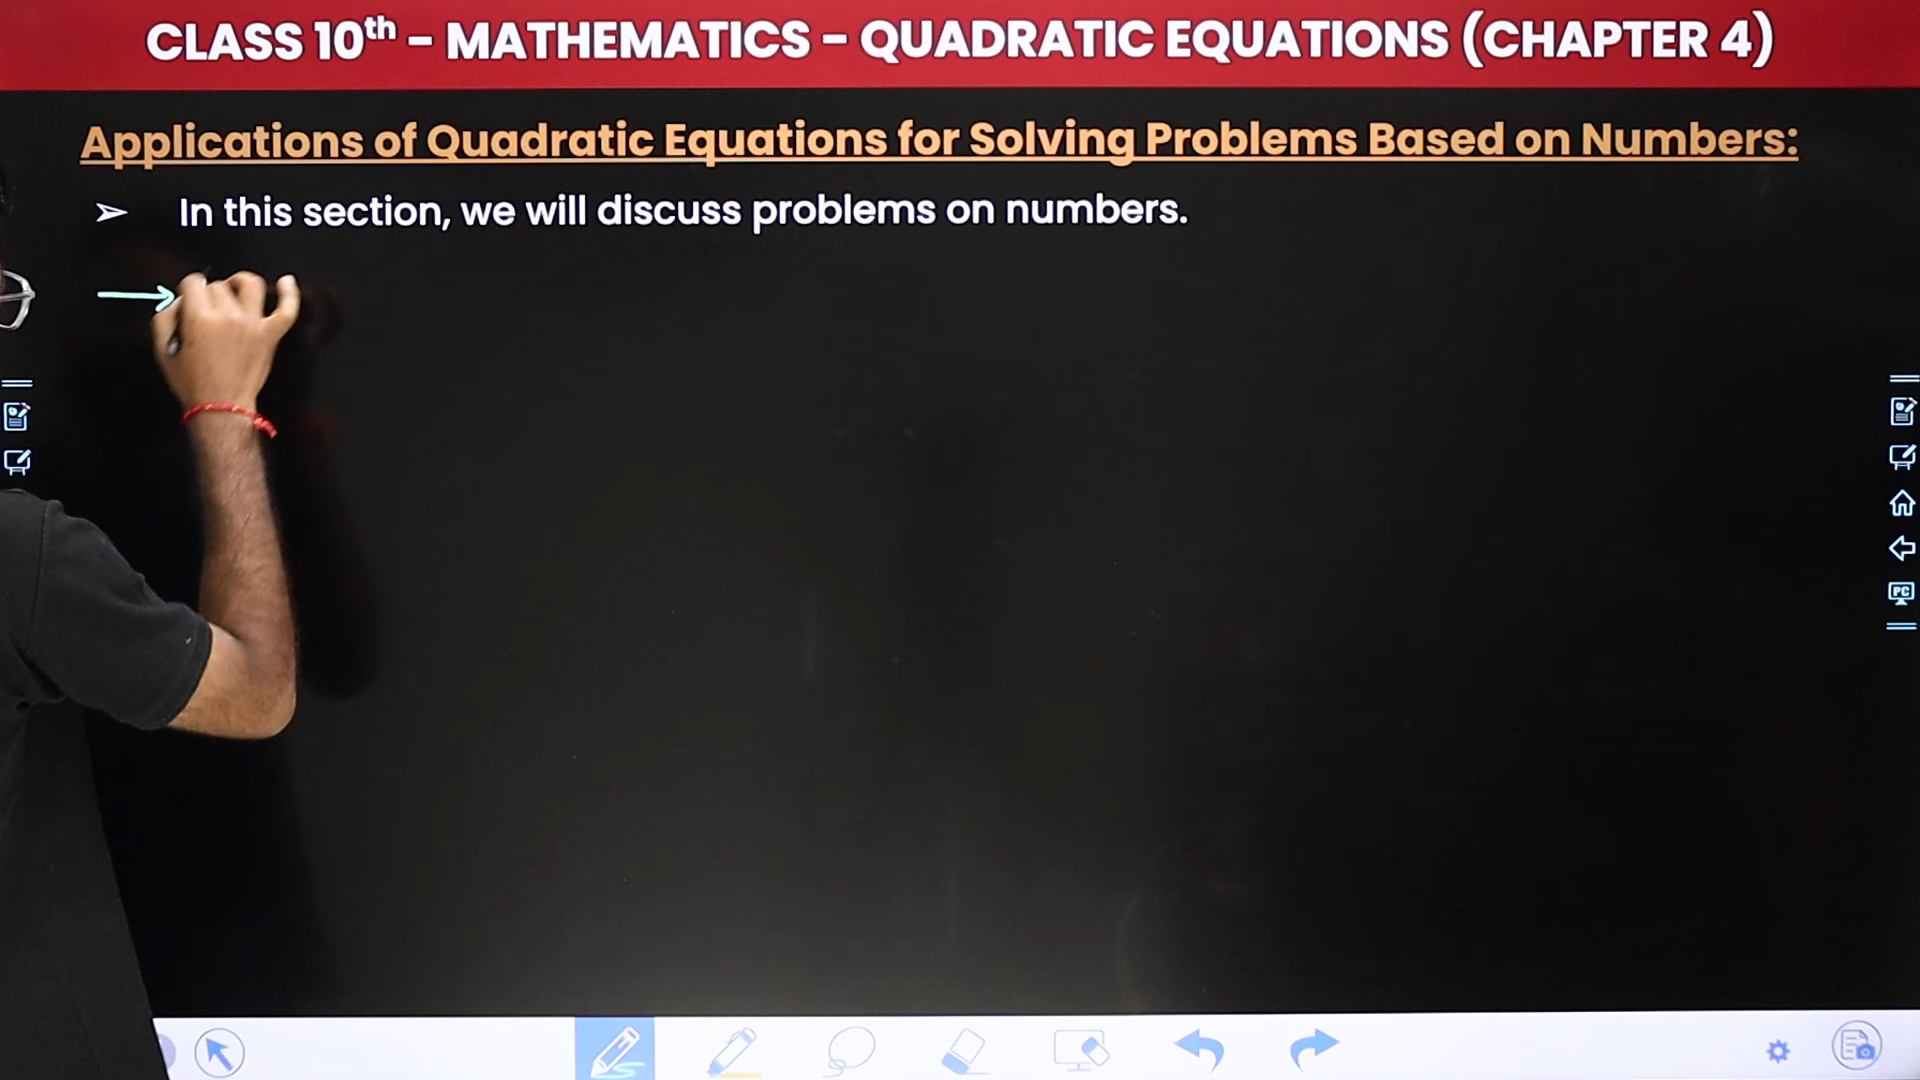 CLASS 10th - MATHEMATICS - QUADRATIC EQUATIONS (CHAPTER 4)
Applications of Quadratic Equations for Solving Problems Based on Numbers:
➢ In this section, we will discuss problems on numbers.
PC